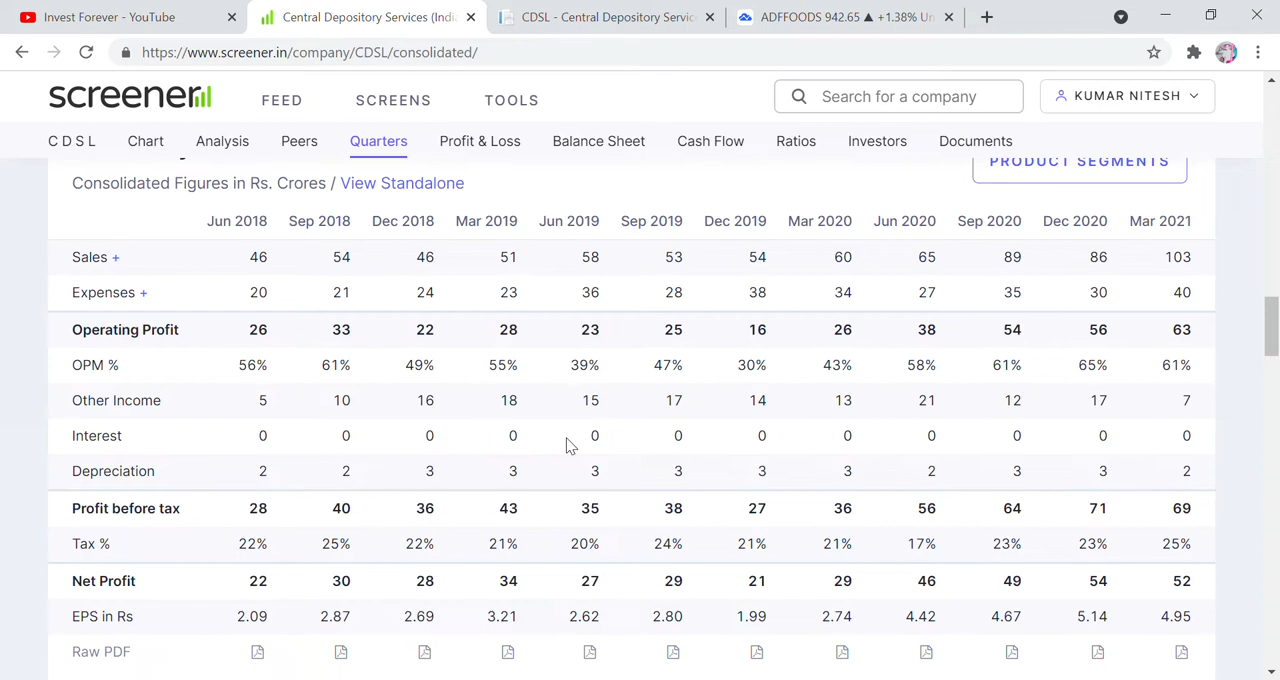 Invest Forever - YouTube
Central Depository Services (Indi
CDSL - Central Depository Servic
ADFFOODS 942.65 ▲ +1.38% Un
https://www.screener.in/company/CDSL/consolidated/
screener
FEED
SCREENS
TOOLS
Search for a company
KUMAR NITESH
C D S L
Chart
Analysis
Peers
Quarters
Profit & Loss
Balance Sheet
Cash Flow
Ratios
Investors
Documents
PRODUCT SEGMENTS
Consolidated Figures in Rs. Crores / View Standalone
Jun 2018 Sep 2018 Dec 2018 Mar 2019 Jun 2019 Sep 2019 Dec 2019 Mar 2020 Jun 2020 Sep 2020 Dec 2020 Mar 2021
Sales + 46 54 46 51 58 53 54 60 65 89 86 103
Expenses + 20 21 24 23 36 28 38 34 27 35 30 40
Operating Profit 26 33 22 28 23 25 16 26 38 54 56 63
OPM % 56% 61% 49% 55% 39% 47% 30% 43% 58% 61% 65% 61%
Other Income 5 10 16 18 15 17 14 13 21 12 17 7
Interest 0 0 0 0 0 0 0 0 0 0 0 0
Depreciation 2 2 3 3 3 3 3 3 2 3 3 2
Profit before tax 28 40 36 43 35 38 27 36 56 64 71 69
Tax % 22% 25% 22% 21% 20% 24% 21% 21% 17% 23% 23% 25%
Net Profit 22 30 28 34 27 29 21 29 46 49 54 52
EPS in Rs 2.09 2.87 2.69 3.21 2.62 2.80 1.99 2.74 4.42 4.67 5.14 4.95
Raw PDF